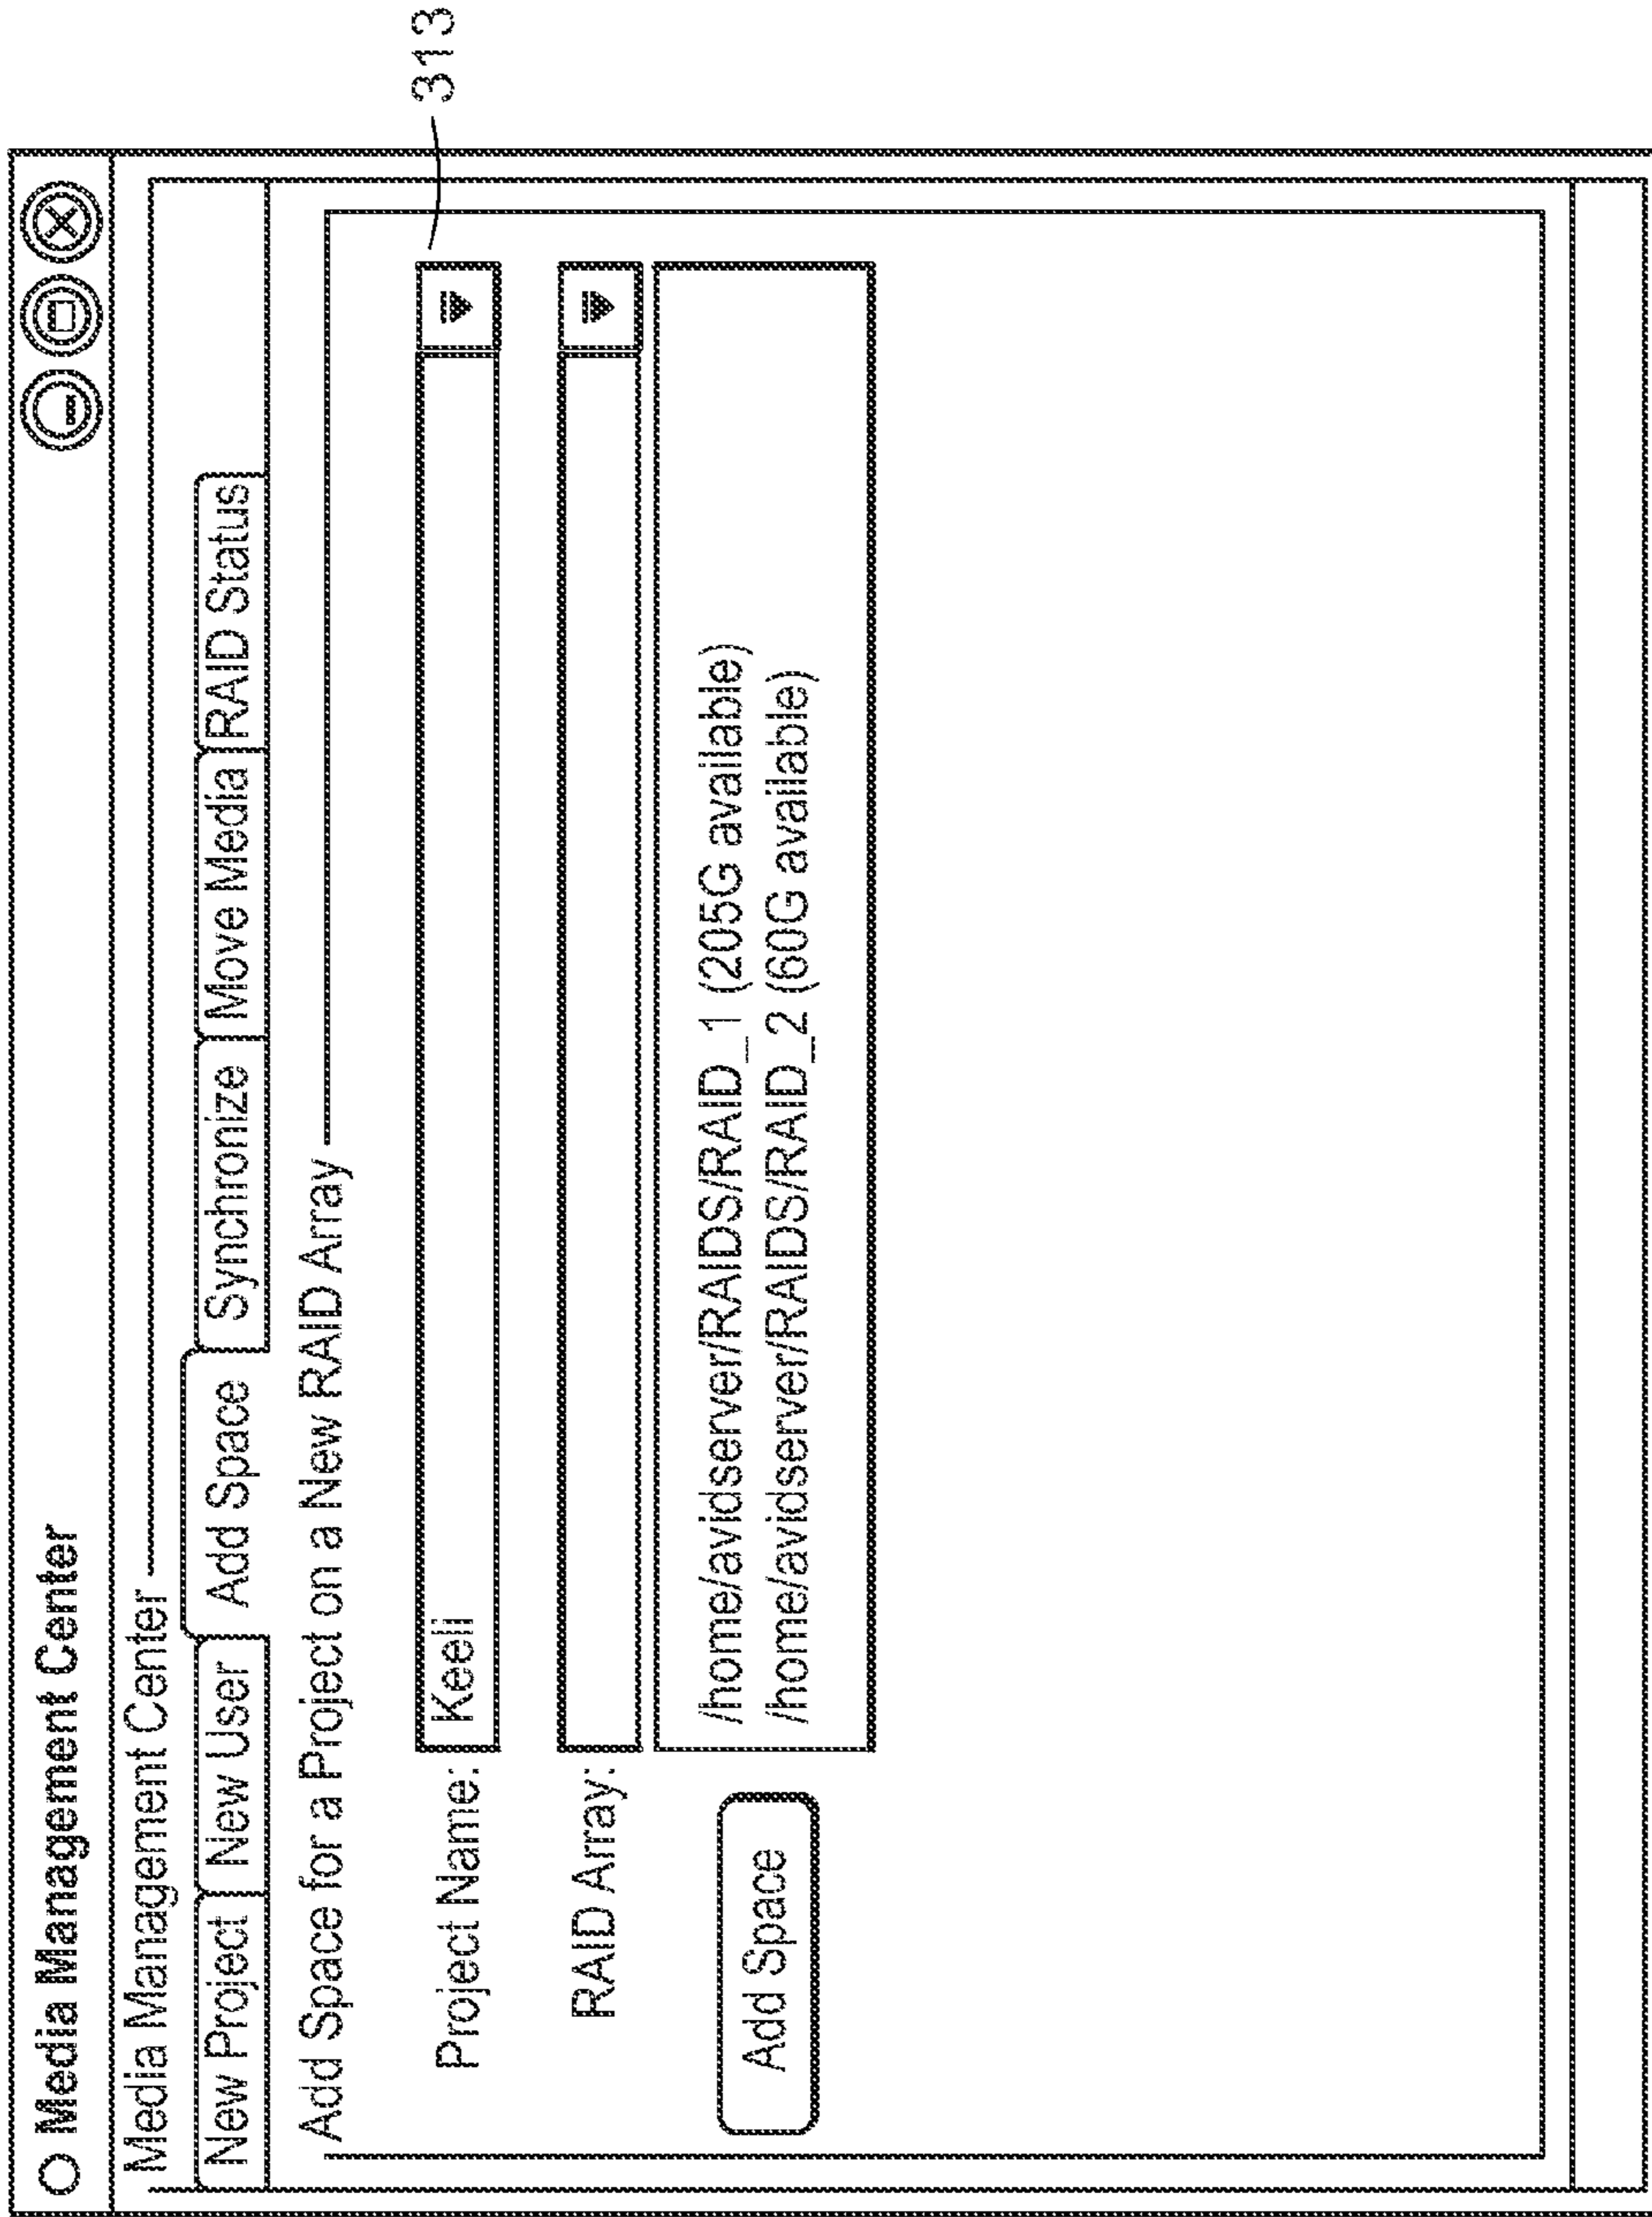 Media Management Center
Media Management Center
New Project New User Add Space Synchronize Move Media RAID Status
Add Space for a Project on a New RAID Array
Project Name: Keeli
313
RAID Array:
/home/avidserver/RAIDS/RAID_1 (205G available)
/home/avidserver/RAIDS/RAID_2 (60G available)
Add Space